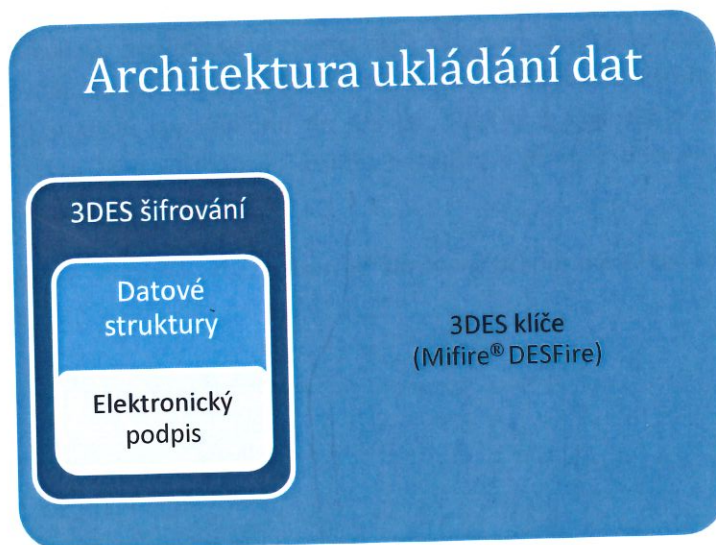 Architektura ukládání dat
3DES šifrování
Datové
struktury
Elektronický
podpis
3DES klíče
(Mifire® DESFire)